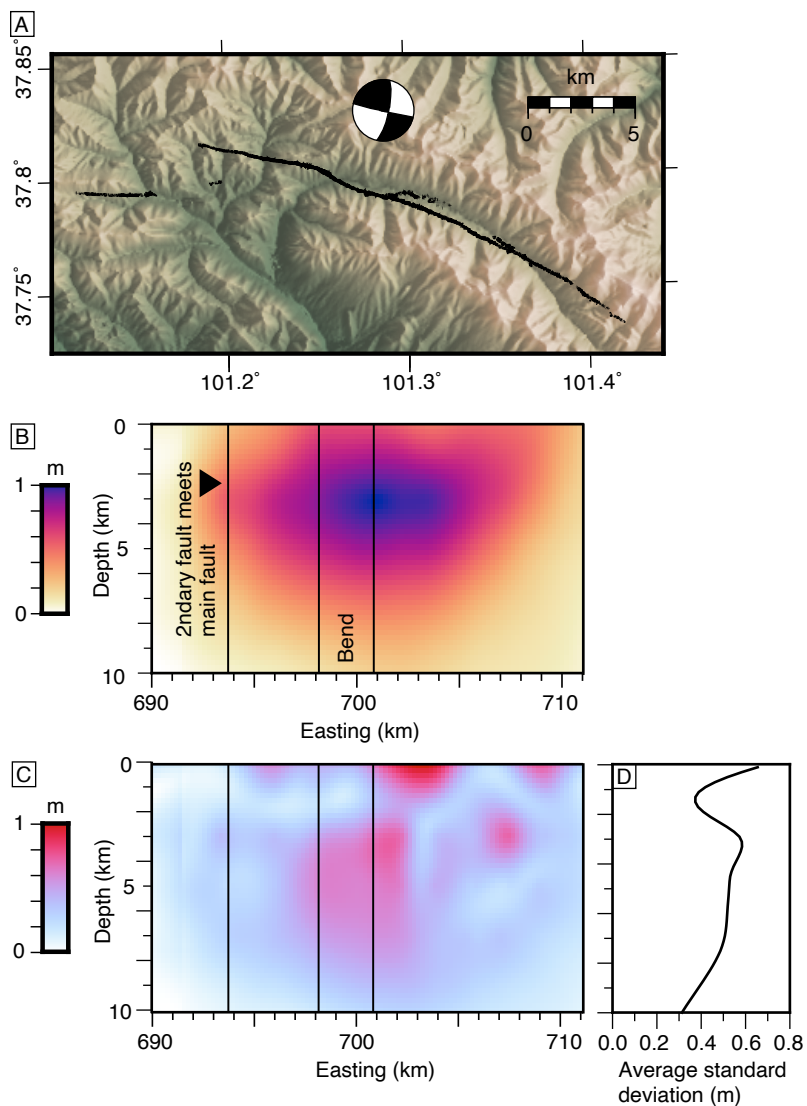 A
km
0
5
37.85°
37.8°
37.75°
101.2°
101.3°
101.4°
B
m
1
0
0
5
10
Depth (km)
2ndary fault meets
main fault
Bend
690
700
710
Easting (km)
C
m
1
0
0
5
10
Depth (km)
690
700
710
Easting (km)
D
0.0
0.2
0.4
0.6
0.8
Average standard
deviation (m)